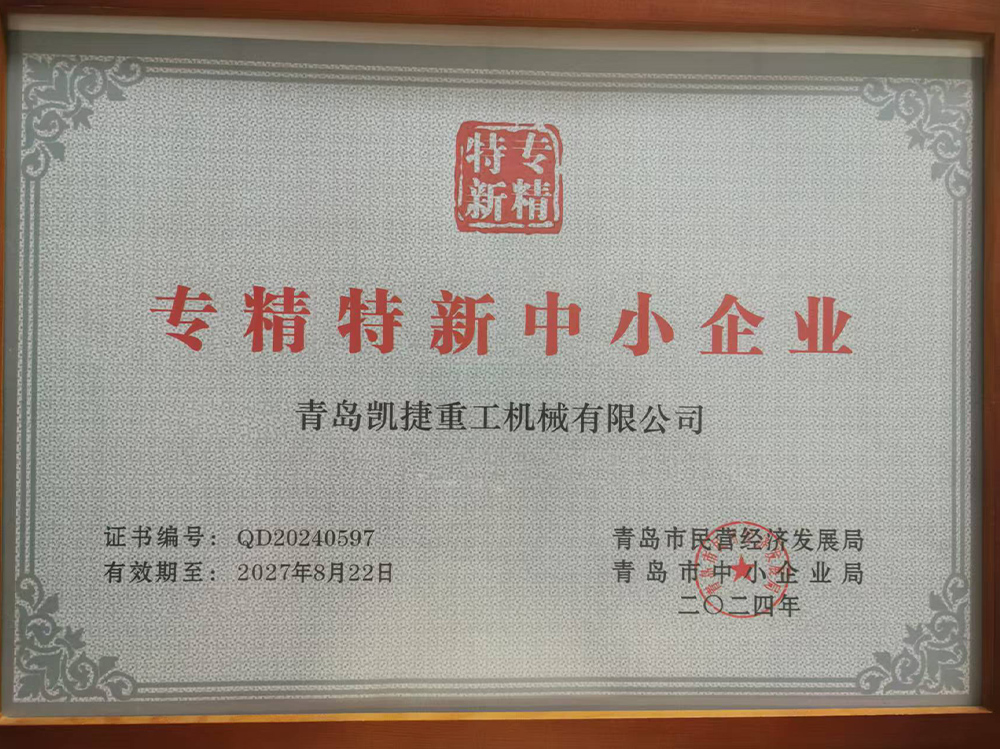 专精
特新
专精特新中小企业
青岛凯捷重工机械有限公司
证书编号：QD20240597
有效期至：2027年8月22日
青岛市民营经济发展局
青岛市中小企业局
二〇二四年